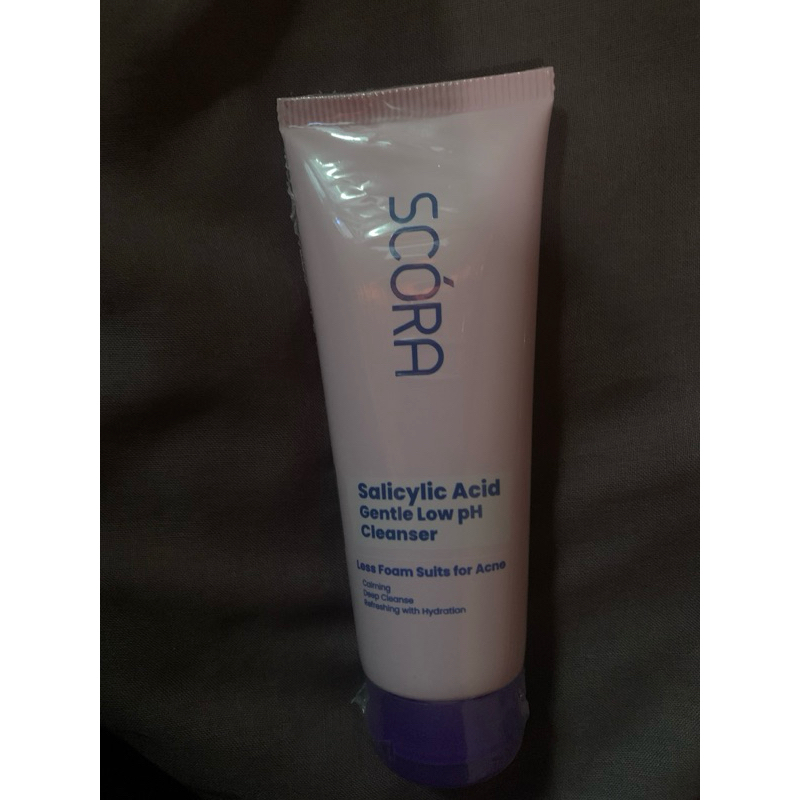 SCÓRA
Salicylic Acid
Gentle Low pH
Cleanser
Less Foam Suits for Acne
Calming
Deep Cleanse
Refreshing with Hydration